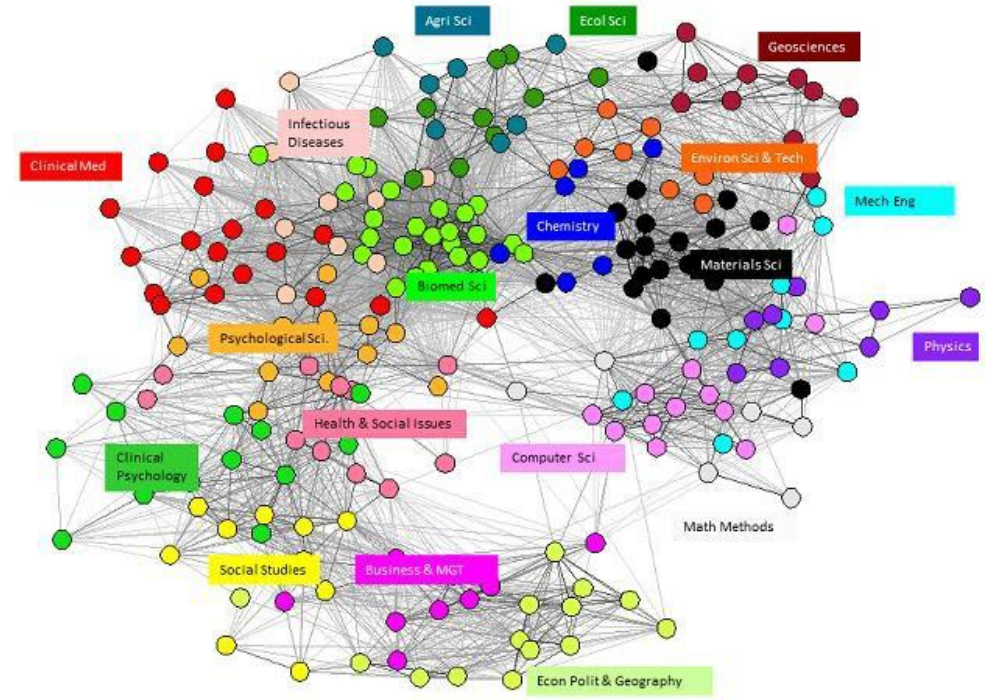 Agri Sci
Ecol Sci
Geosciences
Infectious
Diseases
Clinical Med
Environ Sci & Tech
Mech Eng
Chemistry
Materials Sci
Biomed Sci
Psychological Sci.
Physics
Health & Social Issues
Clinical
Psychology
Computer Sci
Math Methods
Social Studies
Business & MGT
Econ Polit & Geography